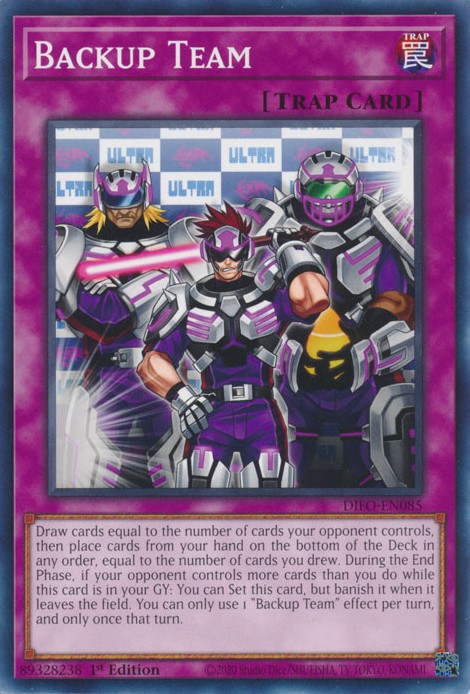 BACKUP TEAM
TRAP
罠
[TRAP CARD]
ULTRA ULTRA
ULTRA ULTRA
DIFO-EN085
Draw cards equal to the number of cards your opponent controls,
then place cards from your hand on the bottom of the Deck in
any order, equal to the number of cards you drew. During the End
Phase, if your opponent controls more cards than you do while
this card is in your GY: You can Set this card, but banish it when it
leaves the field. You can only use 1 "Backup Team" effect per turn,
and only once that turn.
89328238 1st Edition ©2020 Studio Dice/SHUEISHA, TV TOKYO, KONAMI